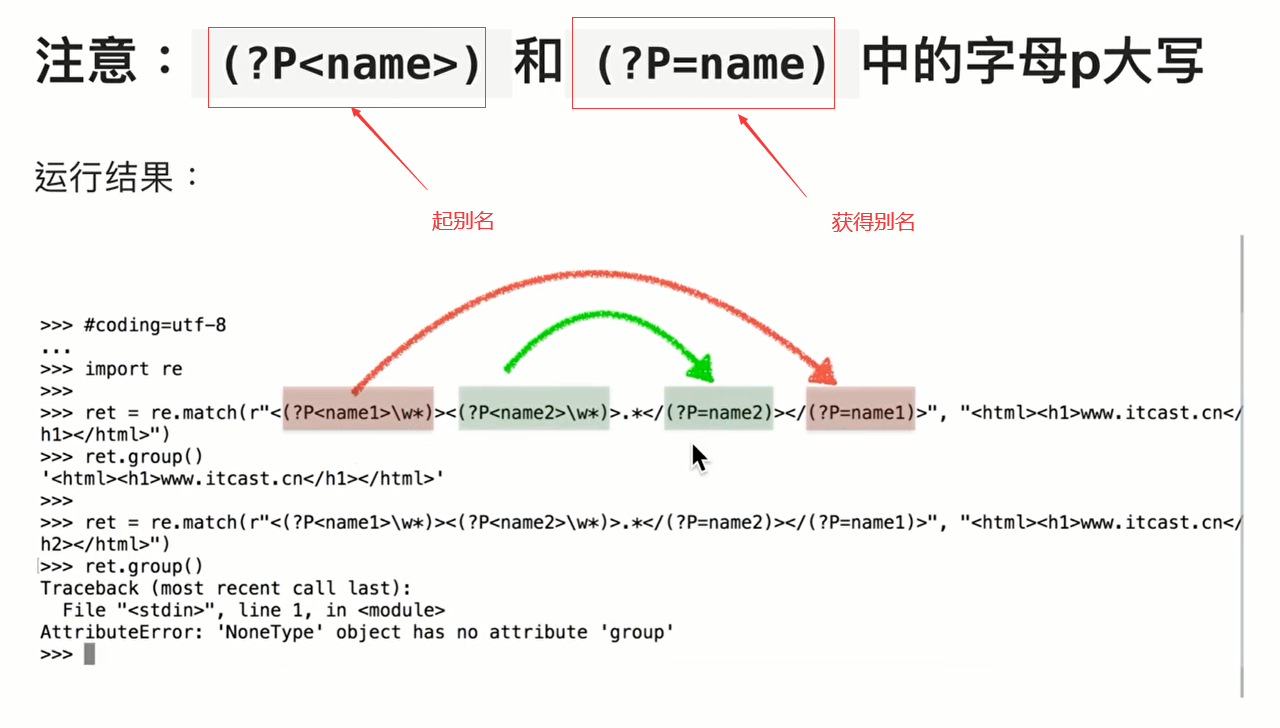 注意： (?P<name>) 和 (?P=name) 中的字母p大写
运行结果：
起别名 获得别名
>>> #coding=utf-8
...
>>> import re
>>>
>>> ret = re.match(r"<(?P<name1>\w*)><(?P<name2>\w*)>.*</(?P=name2)></(?P=name1)>", "<html><h1>www.itcast.cn</
h1></html>")
>>> ret.group()
'<html><h1>www.itcast.cn</h1></html>'
>>>
>>> ret = re.match(r"<(?P<name1>\w*)><(?P<name2>\w*)>.*</(?P=name2)></(?P=name1)>", "<html><h1>www.itcast.cn</
h2></html>")
>>> ret.group()
Traceback (most recent call last):
  File "<stdin>", line 1, in <module>
AttributeError: 'NoneType' object has no attribute 'group'
>>>